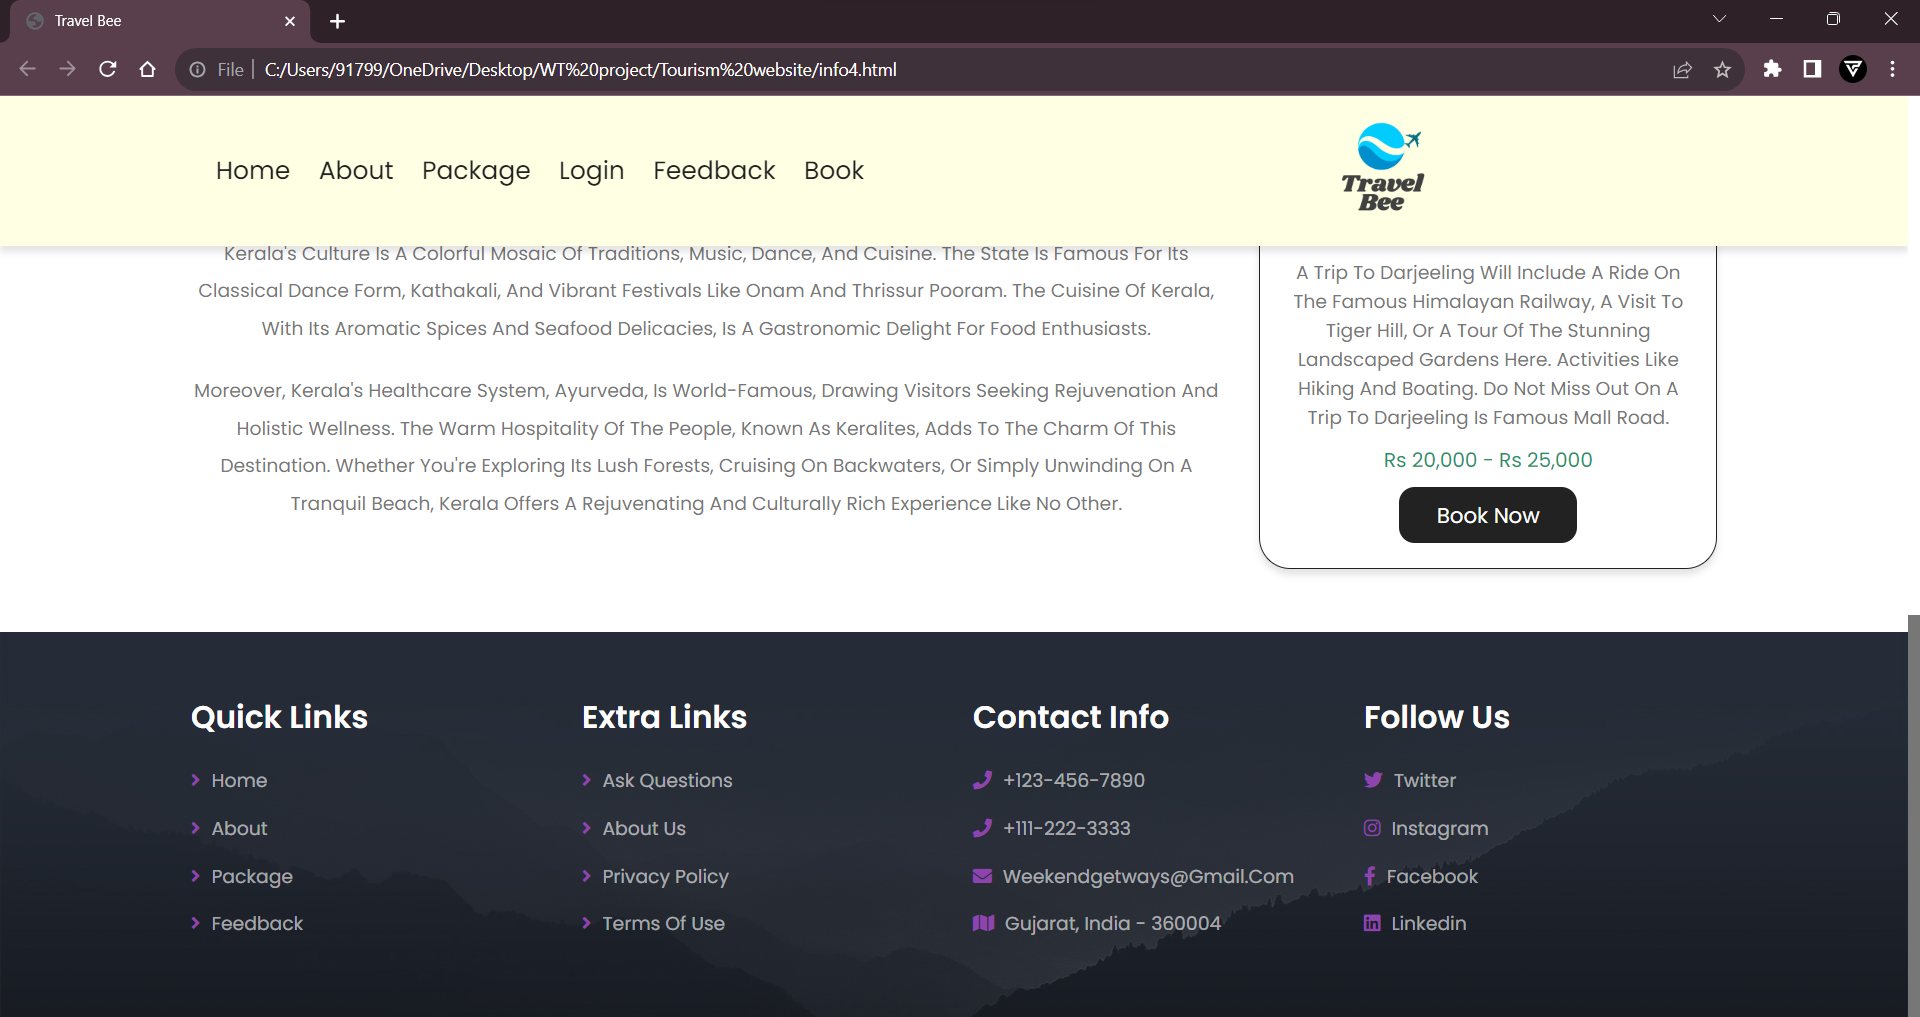 Travel Bee
File
C:/Users/91799/OneDrive/Desktop/WT%20project/Tourism%20website/info4.html
Home About Package Login Feedback Book
Travel
Bee
Kerala's Culture Is A Colorful Mosaic Of Traditions, Music, Dance, And Cuisine. The State Is Famous For Its
Classical Dance Form, Kathakali, And Vibrant Festivals Like Onam And Thrissur Pooram. The Cuisine Of Kerala,
With Its Aromatic Spices And Seafood Delicacies, Is A Gastronomic Delight For Food Enthusiasts.
Moreover, Kerala's Healthcare System, Ayurveda, Is World-Famous, Drawing Visitors Seeking Rejuvenation And
Holistic Wellness. The Warm Hospitality Of The People, Known As Keralites, Adds To The Charm Of This
Destination. Whether You're Exploring Its Lush Forests, Cruising On Backwaters, Or Simply Unwinding On A
Tranquil Beach, Kerala Offers A Rejuvenating And Culturally Rich Experience Like No Other.
A Trip To Darjeeling Will Include A Ride On
The Famous Himalayan Railway, A Visit To
Tiger Hill, Or A Tour Of The Stunning
Landscaped Gardens Here. Activities Like
Hiking And Boating. Do Not Miss Out On A
Trip To Darjeeling Is Famous Mall Road.
Rs 20,000 - Rs 25,000
Book Now
Quick Links
Home
About
Package
Feedback
Extra Links
Ask Questions
About Us
Privacy Policy
Terms Of Use
Contact Info
+123-456-7890
+111-222-3333
Weekendgetways@Gmail.Com
Gujarat, India - 360004
Follow Us
Twitter
Instagram
Facebook
Linkedin